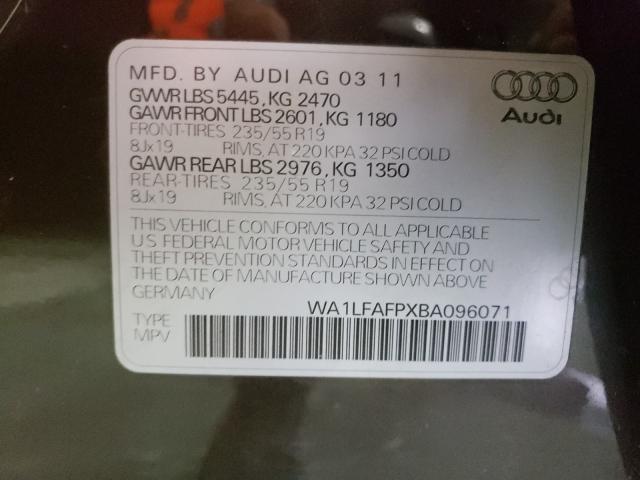 MFD. BY AUDI AG 03 11
GVWR LBS 5445, KG 2470
GAWR FRONT LBS 2601, KG 1180
FRONT-TIRES 235/55 R19
8Jx19 RIMS, AT 220 KPA 32 PSI COLD
GAWR REAR LBS 2976, KG 1350
REAR-TIRES 235/55 R19
8Jx19 RIMS, AT 220 KPA 32 PSI COLD
Audi
THIS VEHICLE CONFORMS TO ALL APPLICABLE
U.S FEDERAL MOTOR VEHICLE SAFETY AND
THEFT PREVENTION STANDARDS IN EFFECT ON
THE DATE OF MANUFACTURE SHOWN ABOVE
GERMANY
WA1LFAFPXBA096071
TYPE
MPV